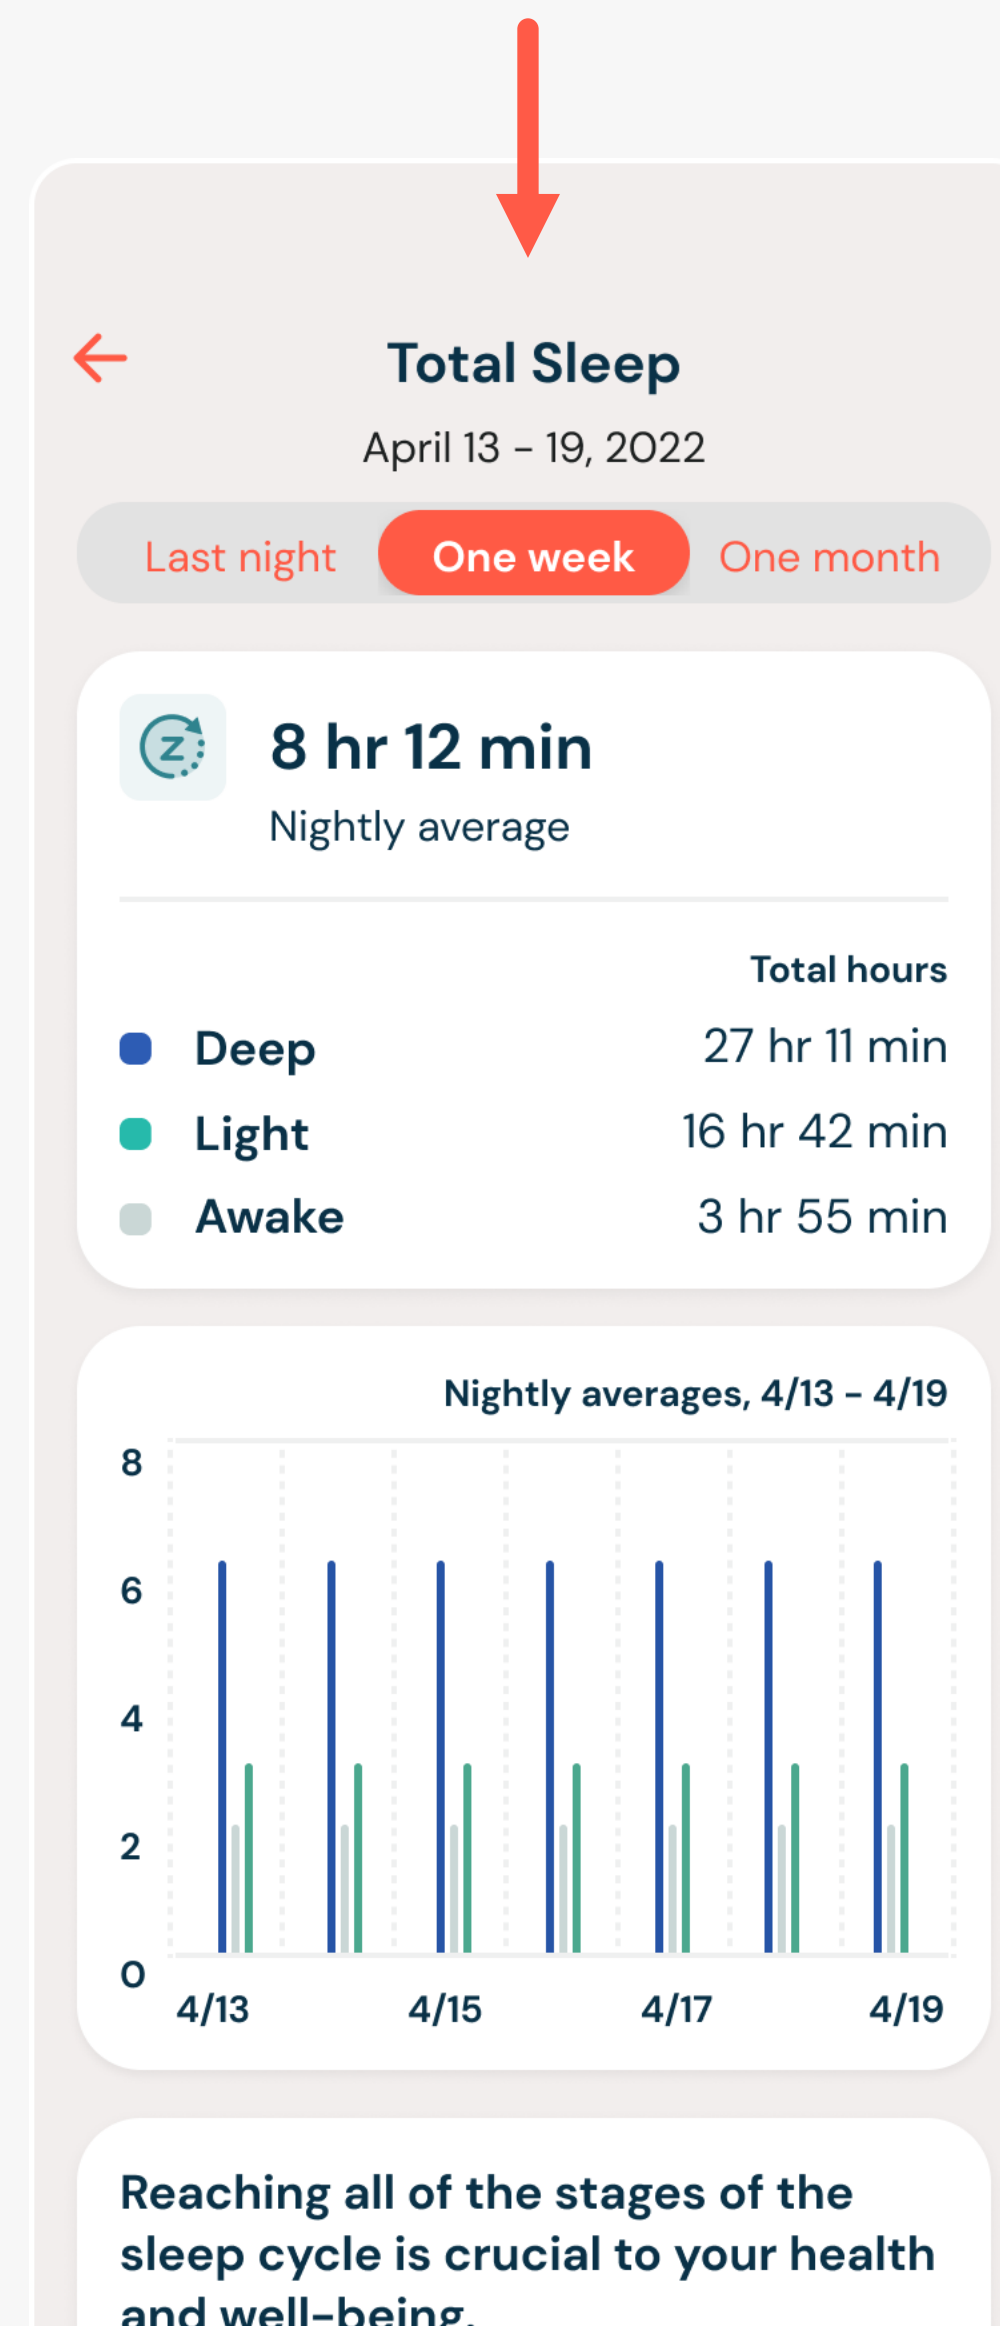 Total Sleep
April 13 - 19, 2022
Last night One week One month
Z
8 hr 12 min
Nightly average
Total hours
Deep 27 hr 11 min
Light 16 hr 42 min
Awake 3 hr 55 min
Nightly averages, 4/13 - 4/19
8
6
4
2
0
4/13 4/15 4/17 4/19
Reaching all of the stages of the
sleep cycle is crucial to your health
and well-being.